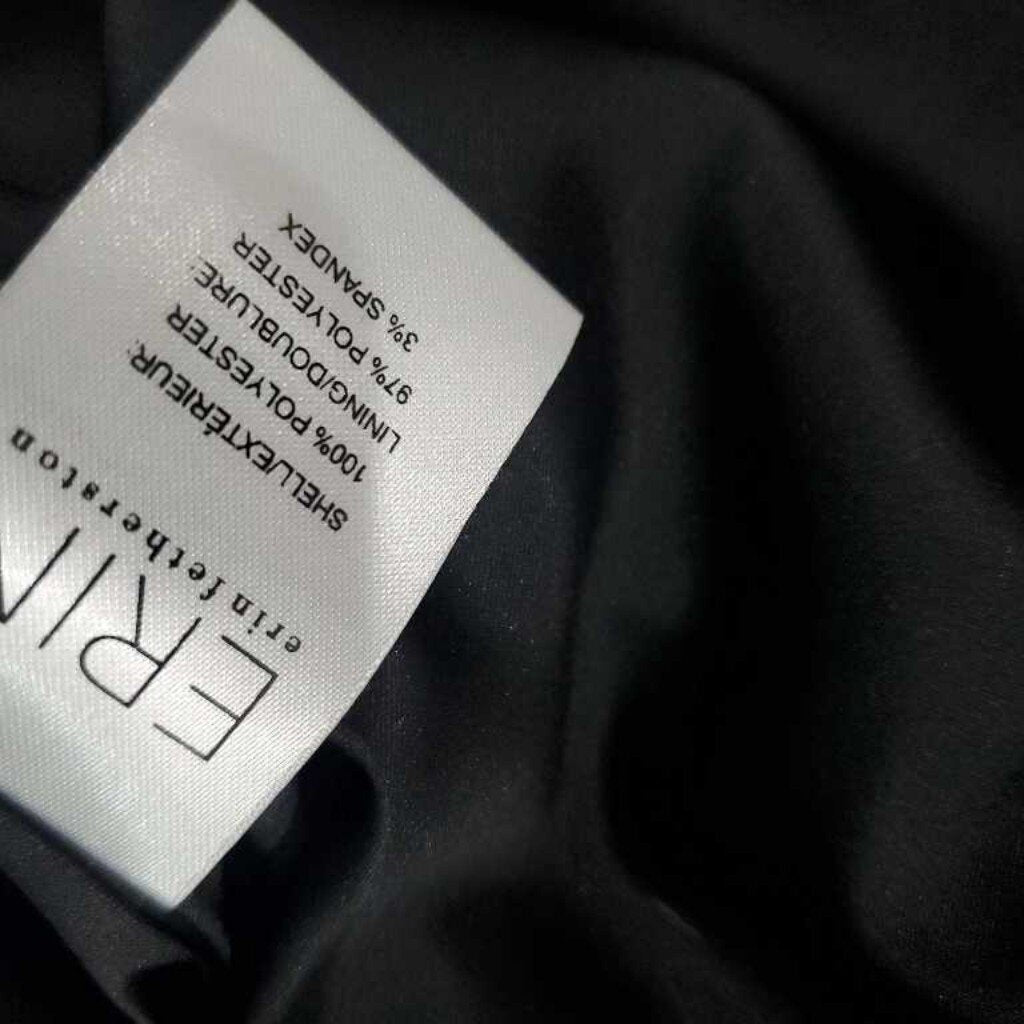 ERIN
erin fetherston
SHELL/EXTÉRIEUR:
100% POLYESTER
LINING/DOUBLURE:
97% POLYESTER
3% SPANDEX